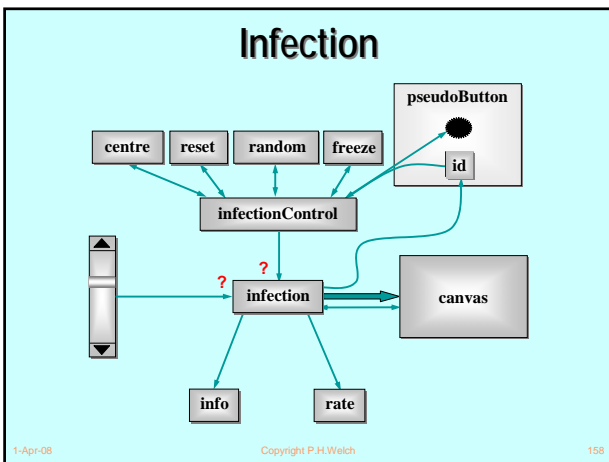 Infection
pseudoButton
centre
reset
random
freeze
id
infectionControl
?
?
infection
canvas
info
rate
1-Apr-08
Copyright P.H.Welch
158